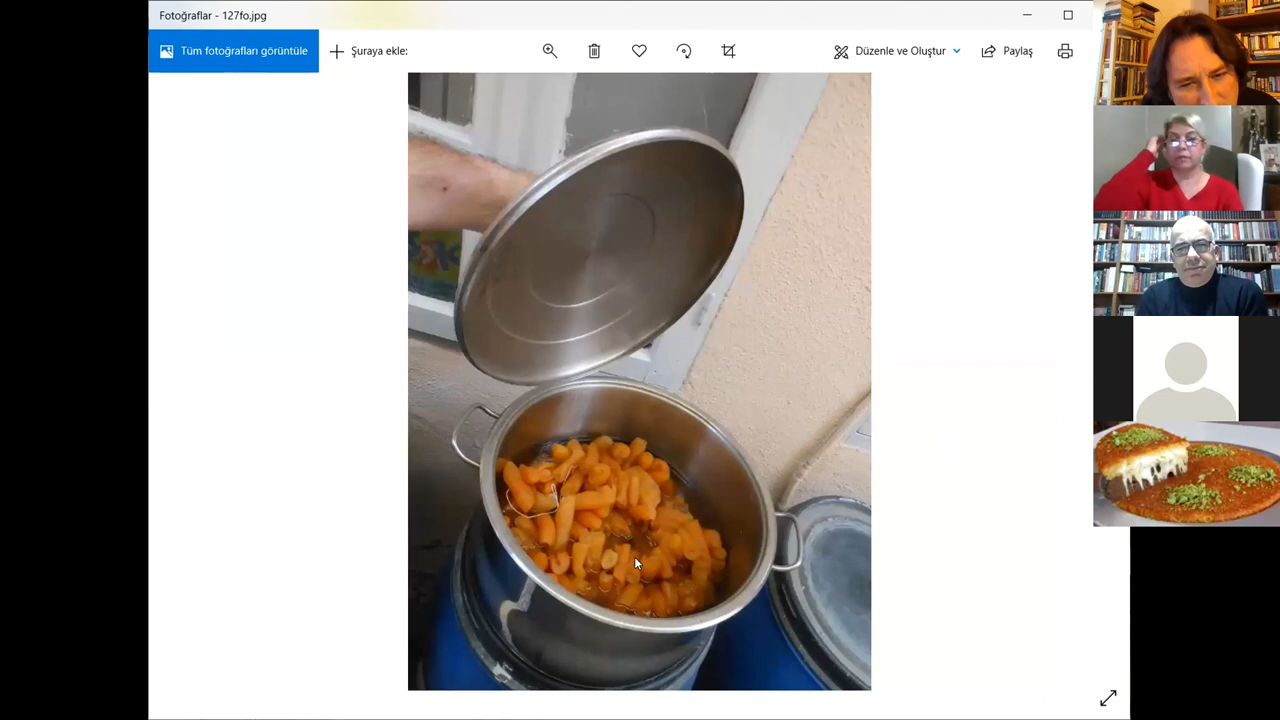 Fotoğraflar - 127fo.jpg
Tüm fotoğrafları görüntüle
Şuraya ekle:
Düzenle ve Oluştur
Paylaş